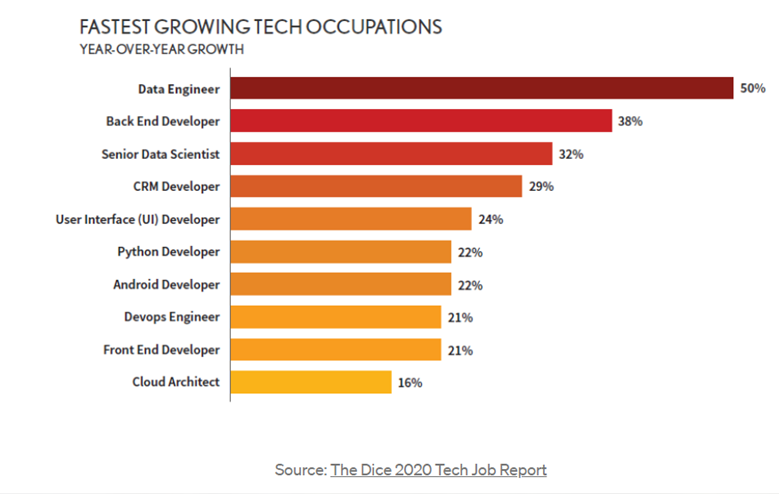 FASTEST GROWING TECH OCCUPATIONS
YEAR-OVER-YEAR GROWTH
Data Engineer 50%
Back End Developer 38%
Senior Data Scientist 32%
CRM Developer 29%
User Interface (UI) Developer 24%
Python Developer 22%
Android Developer 22%
Devops Engineer 21%
Front End Developer 21%
Cloud Architect 16%
Source: The Dice 2020 Tech Job Report